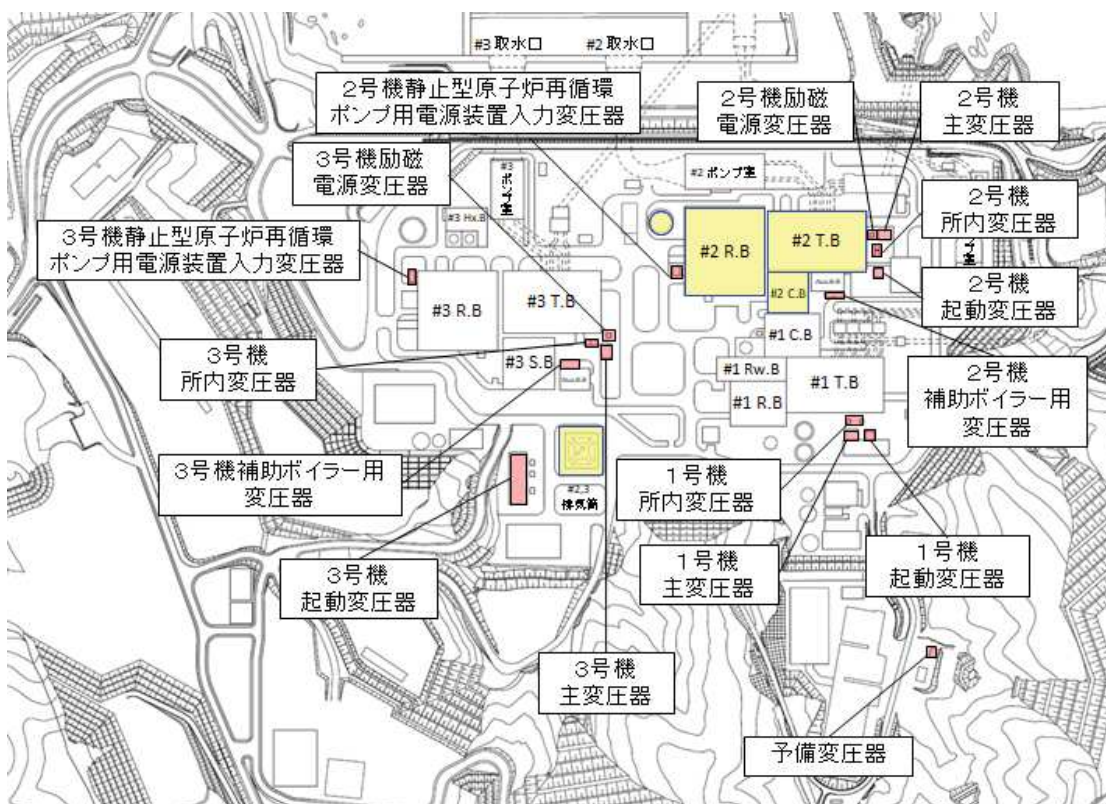 #3 取水口
#2 取水口
2号機静止型原子炉再循環
ポンプ用電源装置入力変圧器
2号機励磁
電源変圧器
2号機
主変圧器
3号機励磁
電源変圧器
#3
ポンプ室
#2 ポンプ室
2号機
所内変圧器
3号機静止型原子炉再循環
ポンプ用電源装置入力変圧器
#3 Hx.B
#2 R.B
#2 T.B
#2 C.B
2号機
起動変圧器
#3 R.B
#3 T.B
#1 C.B
3号機
所内変圧器
#3 S.B
#1 Rw.B
#1 T.B
#1 R.B
2号機
補助ボイラー用
変圧器
3号機補助ボイラー用
変圧器
#2,3
排気筒
1号機
所内変圧器
3号機
起動変圧器
1号機
主変圧器
1号機
起動変圧器
3号機
主変圧器
予備変圧器